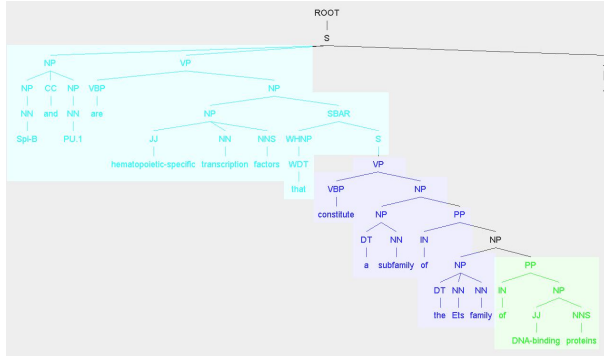 ROOT
S
NP VP
NP CC NP VBP NP
NN and NN are NP SBAR
Spi-B PU.1 JJ NN NNS WHNP S
hematopoietic-specific transcription factors WDT VP
that VBP NP
constitute NP PP
DT NN IN NP
a subfamily of NP PP
DT NN NN IN NP
the Ets family of JJ NNS
DNA-binding proteins